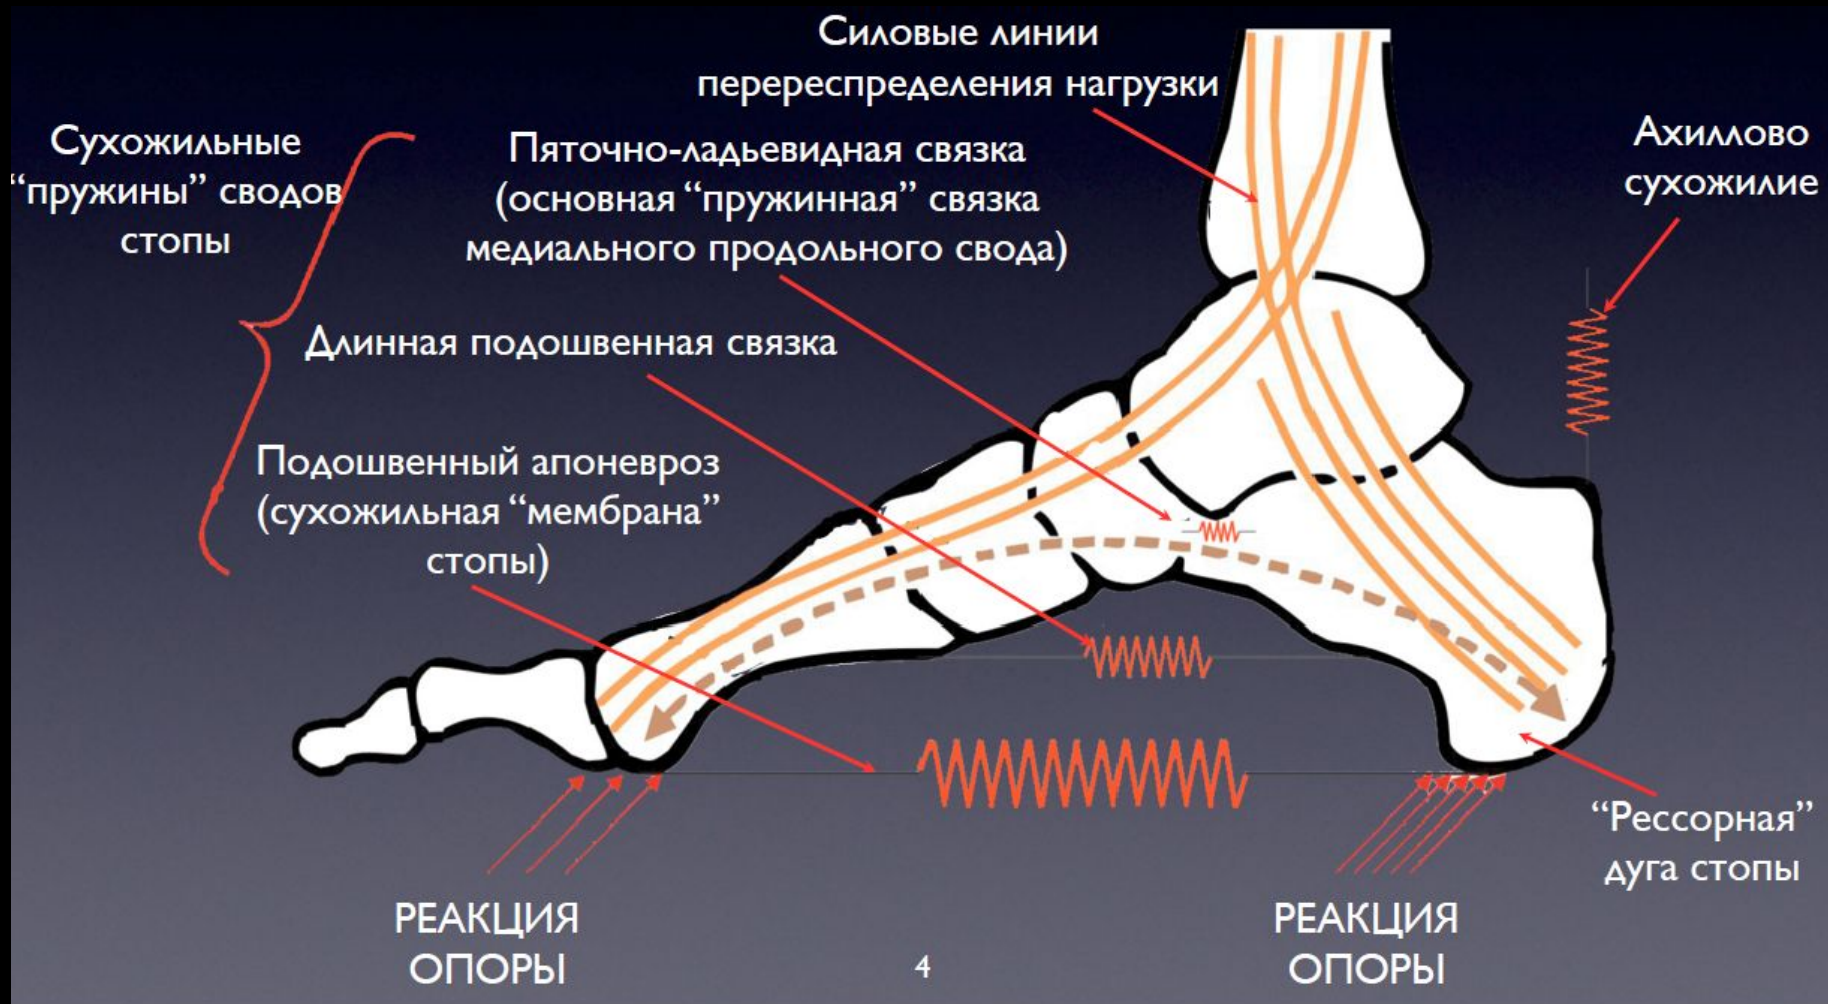 Силовые линии
перереспределения нагрузки
Сухожильные
“пружины” сводов
стопы
Пяточно-ладьевидная связка
(основная “пружинная” связка
медиального продольного свода)
Ахиллово
сухожилие
Длинная подошвенная связка
Подошвенный апоневроз
(сухожильная “мембрана”
стопы)
“Рессорная”
дуга стопы
РЕАКЦИЯ
ОПОРЫ
4
РЕАКЦИЯ
ОПОРЫ